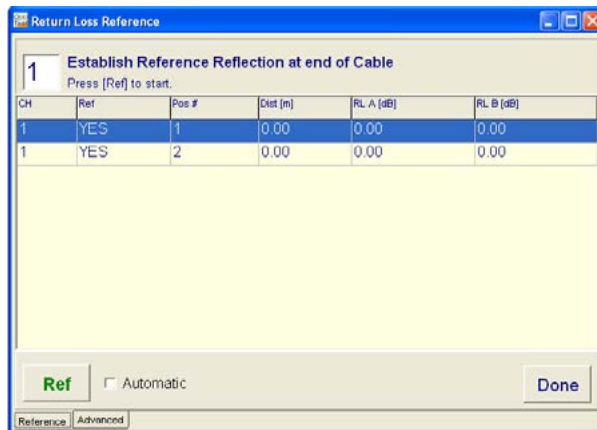 Return Loss Reference
1
Establish Reference Reflection at end of Cable
Press [Ref] to start.
CH Ref Pos # Dist [m] RL A [dB] RL B [dB]
1 YES 1 0.00 0.00 0.00
1 YES 2 0.00 0.00 0.00
Ref Automatic Done
Reference Advanced